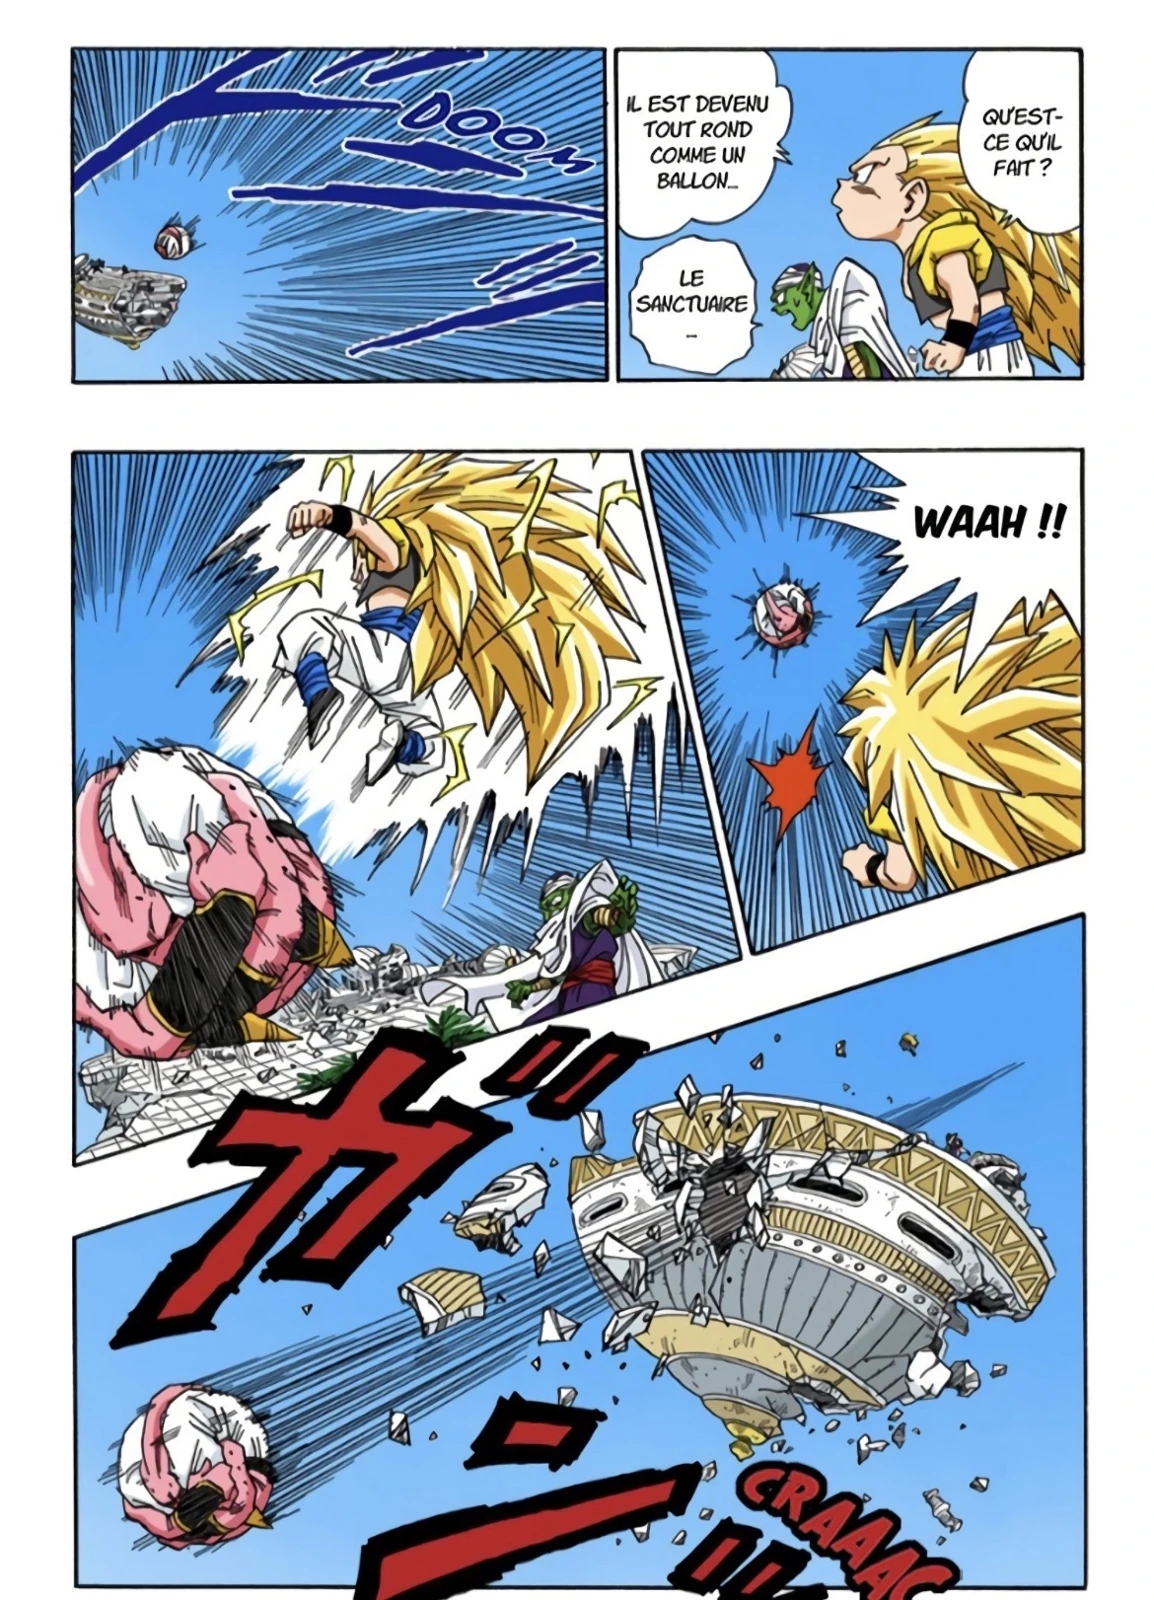 DOOM
IL EST DEVENU
TOUT ROND
COMME UN
BALLON...
QU'EST-
CE QU'IL
FAIT ?
LE
SANCTUAIRE
...
WAAH !!
ガン
CRAAAC